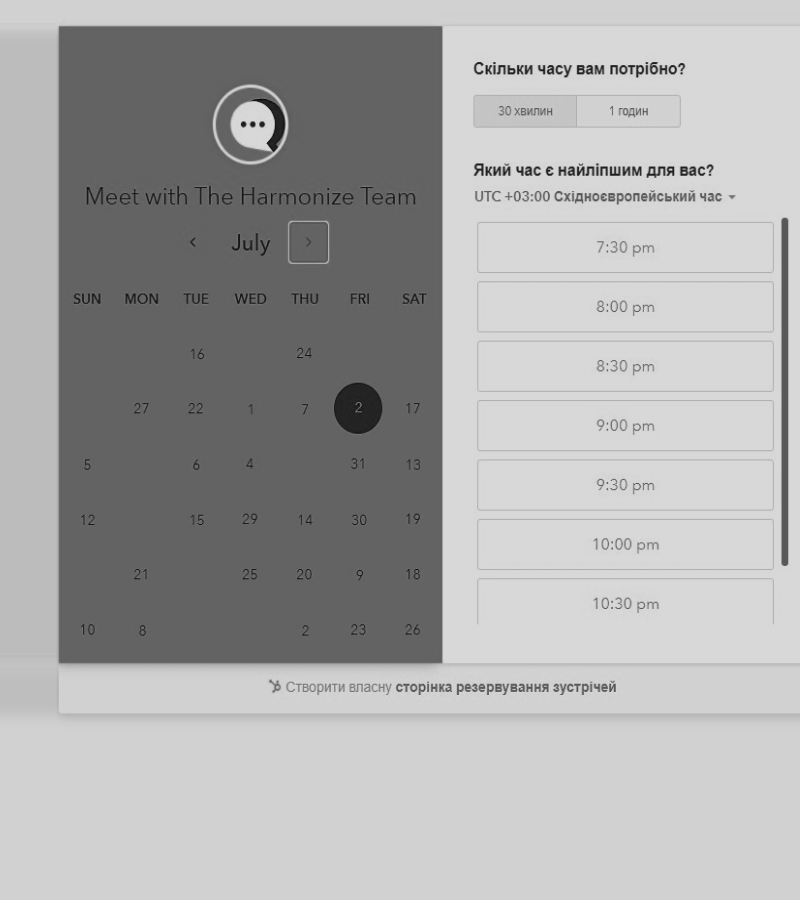 Meet with The Harmonize Team
July
SUN MON TUE WED THU FRI SAT
16 24
27 22 1 7 2 17
5 6 4 31 13
12 15 29 14 30 19
21 25 20 9 18
10 8 2 23 26
Скільки часу вам потрібно?
30 хвилин 1 годин
Який час є найліпшим для вас?
UTC +03:00 Східноєвропейський час
7:30 pm
8:00 pm
8:30 pm
9:00 pm
9:30 pm
10:00 pm
10:30 pm
Створити власну сторінка резервування зустрічей